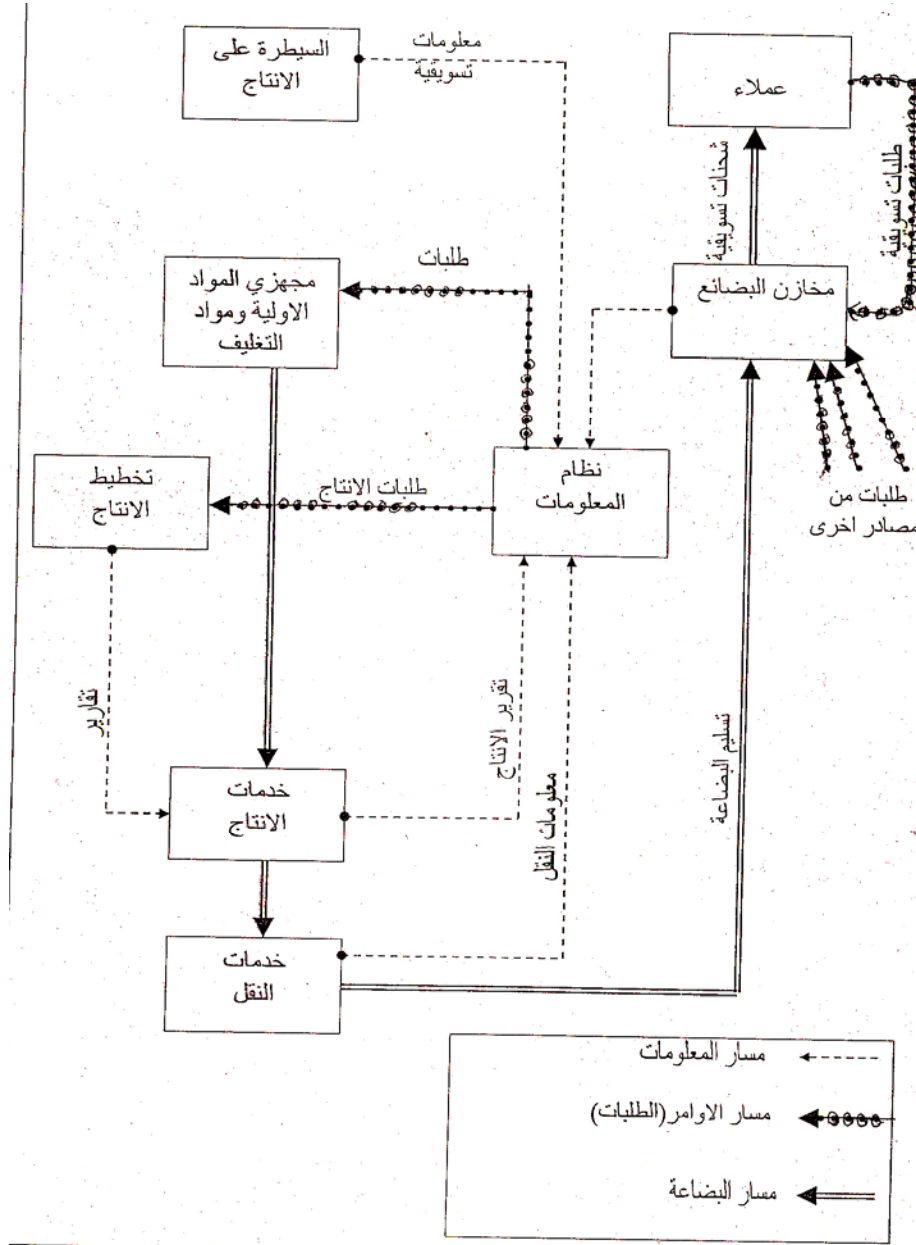 السيطرة على
الانتاج
معلومات
تسويقية
عملاء
طلبات تسويقية
شحنات تسويقية
مخازن البضائع
طلبات
مجهزي المواد
الاولية ومواد
التغليف
نظام
المعلومات
طلبات الانتاج
تخطيط
الانتاج
طلبات من
مصادر اخرى
تقارير
تقرير الانتاج
معلومات النقل
تسليم البضاعة
خدمات
الانتاج
خدمات
النقل
مسار المعلومات
مسار الاوامر(الطلبات)
مسار البضاعة